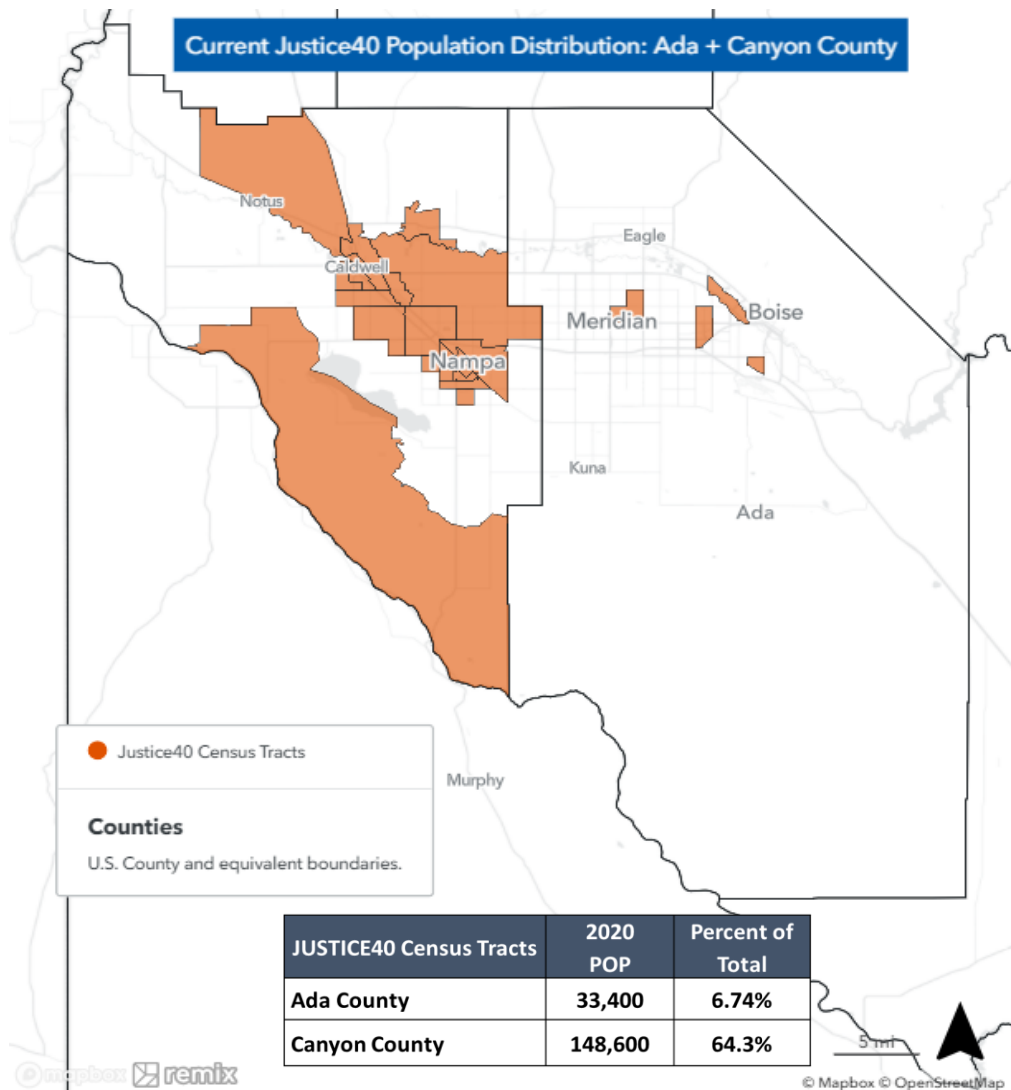 Current Justice40 Population Distribution: Ada + Canyon County
Notus
Eagle
Caldwell
Meridian
Boise
Nampa
Kuna
Ada
Justice40 Census Tracts
Murphy
Counties
U.S. County and equivalent boundaries.
JUSTICE40 Census Tracts
2020
POP
Percent of
Total
Ada County
33,400
6.74%
Canyon County
148,600
64.3%
5 mi
mapbox
remix
© Mapbox © OpenStreetMap